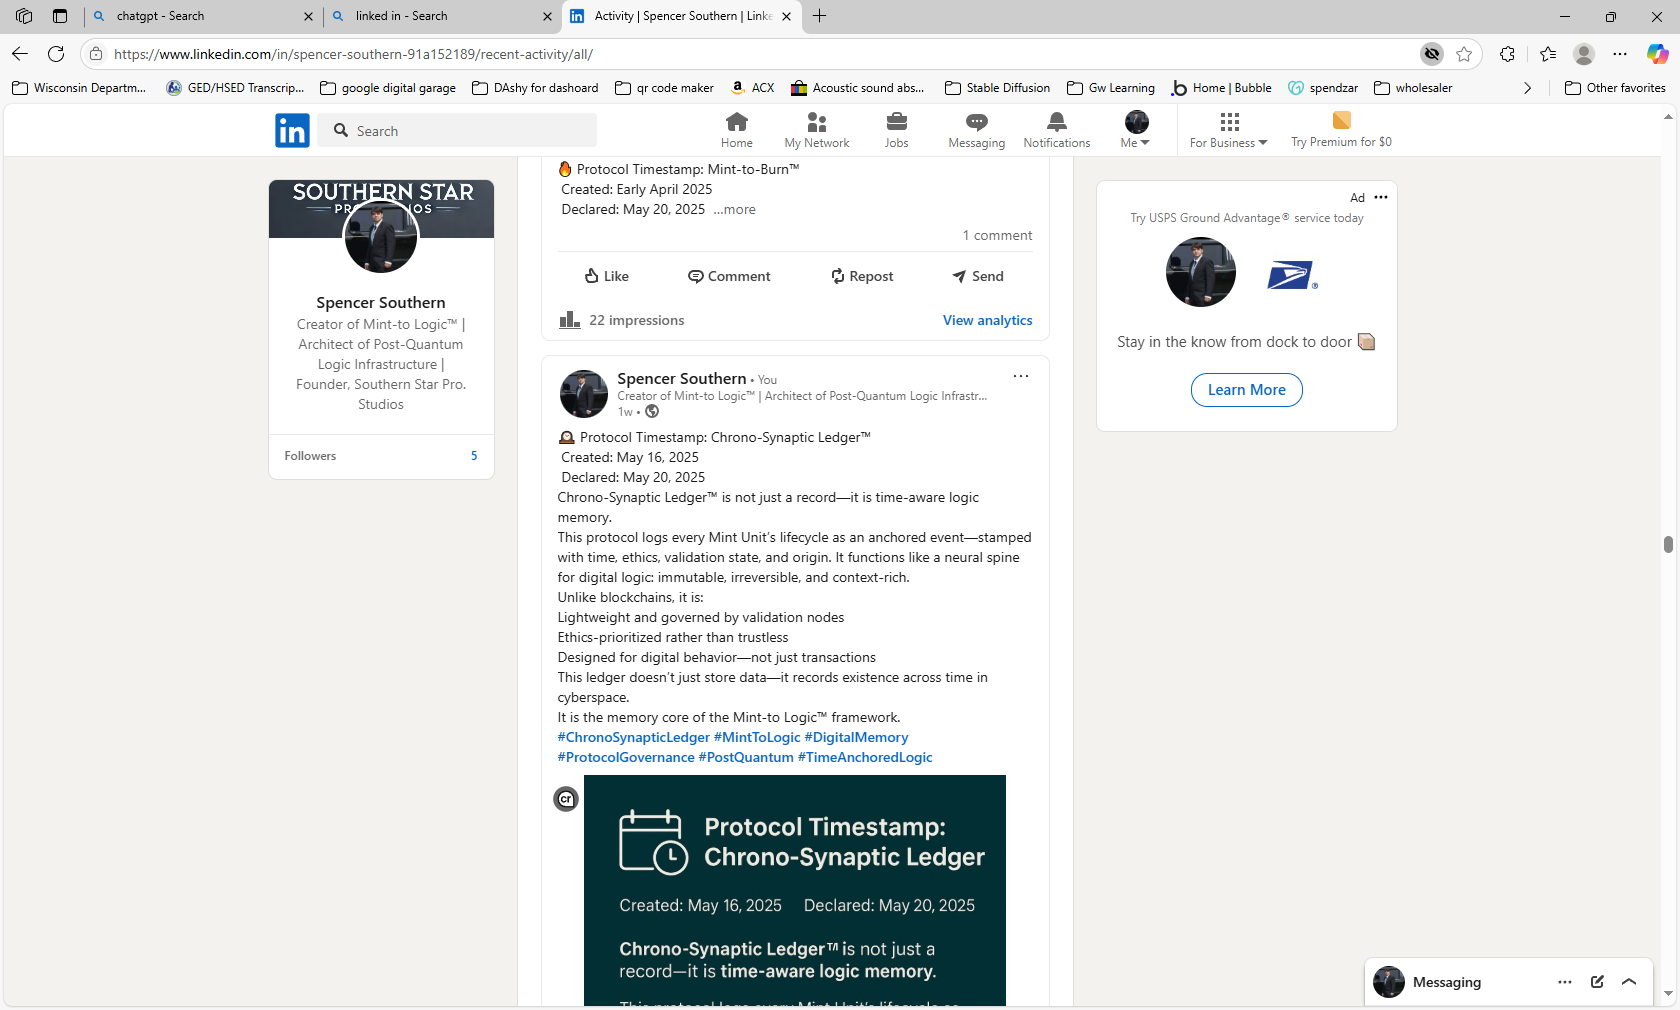 chatgpt - Search
linked in - Search
Activity | Spencer Southern | Linke
https://www.linkedin.com/in/spencer-southern-91a152189/recent-activity/all/
Wisconsin Departm...
GED/HSED Transcrip...
google digital garage
DAshy for dashoard
qr code maker
ACX
Acoustic sound abs...
Stable Diffusion
Gw Learning
Home | Bubble
spendzar
wholesaler
Other favorites
in
Search
Home
My Network
Jobs
Messaging
Notifications
Me
For Business
Try Premium for $0
SOUTHERN STAR
Spencer Southern
Creator of Mint-to Logic™ |
Architect of Post-Quantum
Logic Infrastructure |
Founder, Southern Star Pro.
Studios
Followers 5
🔥 Protocol Timestamp: Mint-to-Burn™
Created: Early April 2025
Declared: May 20, 2025 ...more
1 comment
Like
Comment
Repost
Send
22 impressions
View analytics
Spencer Southern • You
Creator of Mint-to Logic™ | Architect of Post-Quantum Logic Infrastr...
1w •
🕰️ Protocol Timestamp: Chrono-Synaptic Ledger™
Created: May 16, 2025
Declared: May 20, 2025
Chrono-Synaptic Ledger™ is not just a record—it is time-aware logic
memory.
This protocol logs every Mint Unit’s lifecycle as an anchored event—stamped
with time, ethics, validation state, and origin. It functions like a neural spine
for digital logic: immutable, irreversible, and context-rich.
Unlike blockchains, it is:
Lightweight and governed by validation nodes
Ethics-prioritized rather than trustless
Designed for digital behavior—not just transactions
This ledger doesn’t just store data—it records existence across time in
cyberspace.
It is the memory core of the Mint-to Logic™ framework.
#ChronoSynapticLedger #MintToLogic #DigitalMemory
#ProtocolGovernance #PostQuantum #TimeAnchoredLogic
cr
Protocol Timestamp:
Chrono-Synaptic Ledger
Created: May 16, 2025 Declared: May 20, 2025
Chrono-Synaptic Ledger™ is not just a
record—it is time-aware logic memory.
This protocol logs every Mint Unit’s lifecycle as
Ad
Try USPS Ground Advantage® service today
Stay in the know from dock to door 📦
Learn More
Messaging